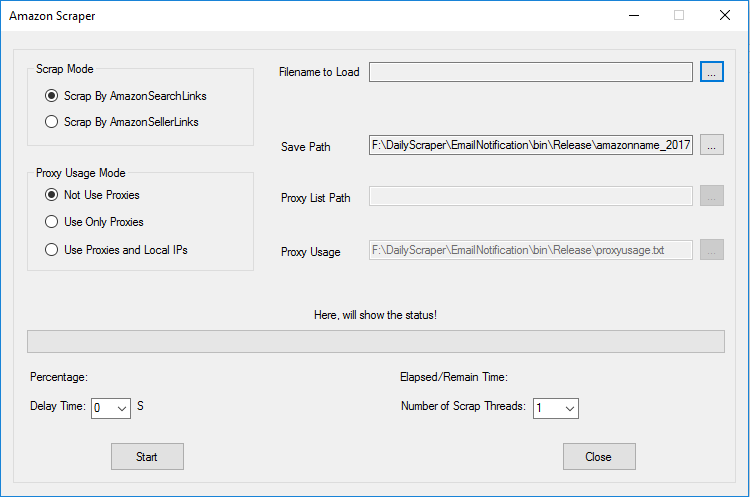 Amazon Scraper
Scrap Mode
Scrap By AmazonSearchLinks
Scrap By AmazonSellerLinks
Filename to Load
...
Save Path
F:\DailyScraper\EmailNotification\bin\Release\amazonname_2017
...
Proxy Usage Mode
Not Use Proxies
Use Only Proxies
Use Proxies and Local IPs
Proxy List Path
...
Proxy Usage
F:\DailyScraper\EmailNotification\bin\Release\proxyusage.txt
...
Here, will show the status!
Percentage:
Elapsed/Remain Time:
Delay Time: 0 S
Number of Scrap Threads: 1
Start
Close